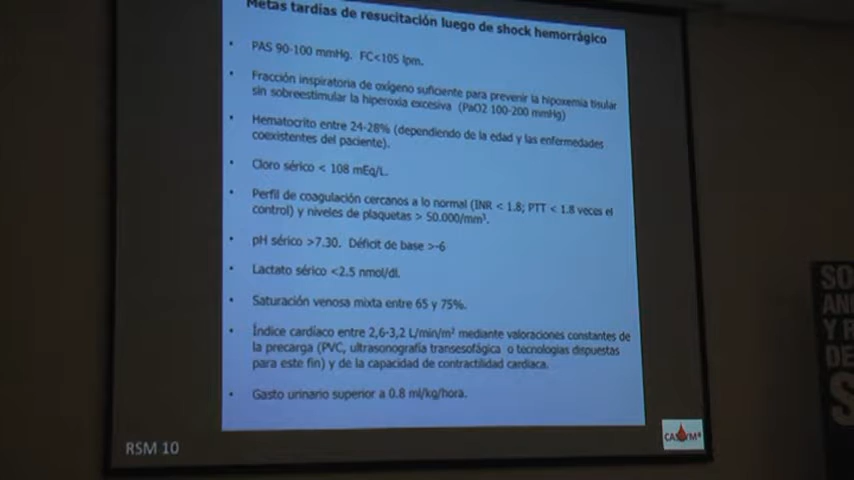 Metas tardías de resucitación luego de shock hemorrágico
• PAS 90-100 mmHg. FC<105 lpm.
• Fracción inspiratoria de oxígeno suficiente para prevenir la hipoxemia tisular
sin sobreestimular la hiperoxia excesiva (PaO2 100-200 mmHg)
• Hematocrito entre 24-28% (dependiendo de la edad y las enfermedades
coexistentes del paciente).
• Cloro sérico < 108 mEq/L.
• Perfil de coagulación cercanos a lo normal (INR < 1.8; PTT < 1.8 veces el
control) y niveles de plaquetas > 50.000/mm³.
• pH sérico >7.30. Déficit de base >-6
• Lactato sérico <2.5 nmol/dl.
• Saturación venosa mixta entre 65 y 75%.
• Índice cardíaco entre 2,6-3,2 L/min/m² mediante valoraciones constantes de
la precarga (PVC, ultrasonografía transesofágica o tecnologías dispuestas
para este fin) y de la capacidad de contractilidad cardiaca.
• Gasto urinario superior a 0.8 ml/kg/hora.
RSM 10
SO
AN
Y R
DE
S